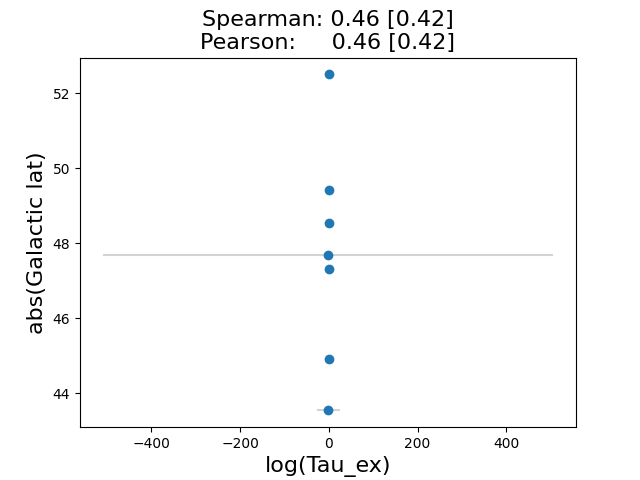 Spearman: 0.46 [0.42]
Pearson: 0.46 [0.42]
abs(Galactic lat)
52
50
48
46
44
−400
−200
0
200
400
log(Tau_ex)